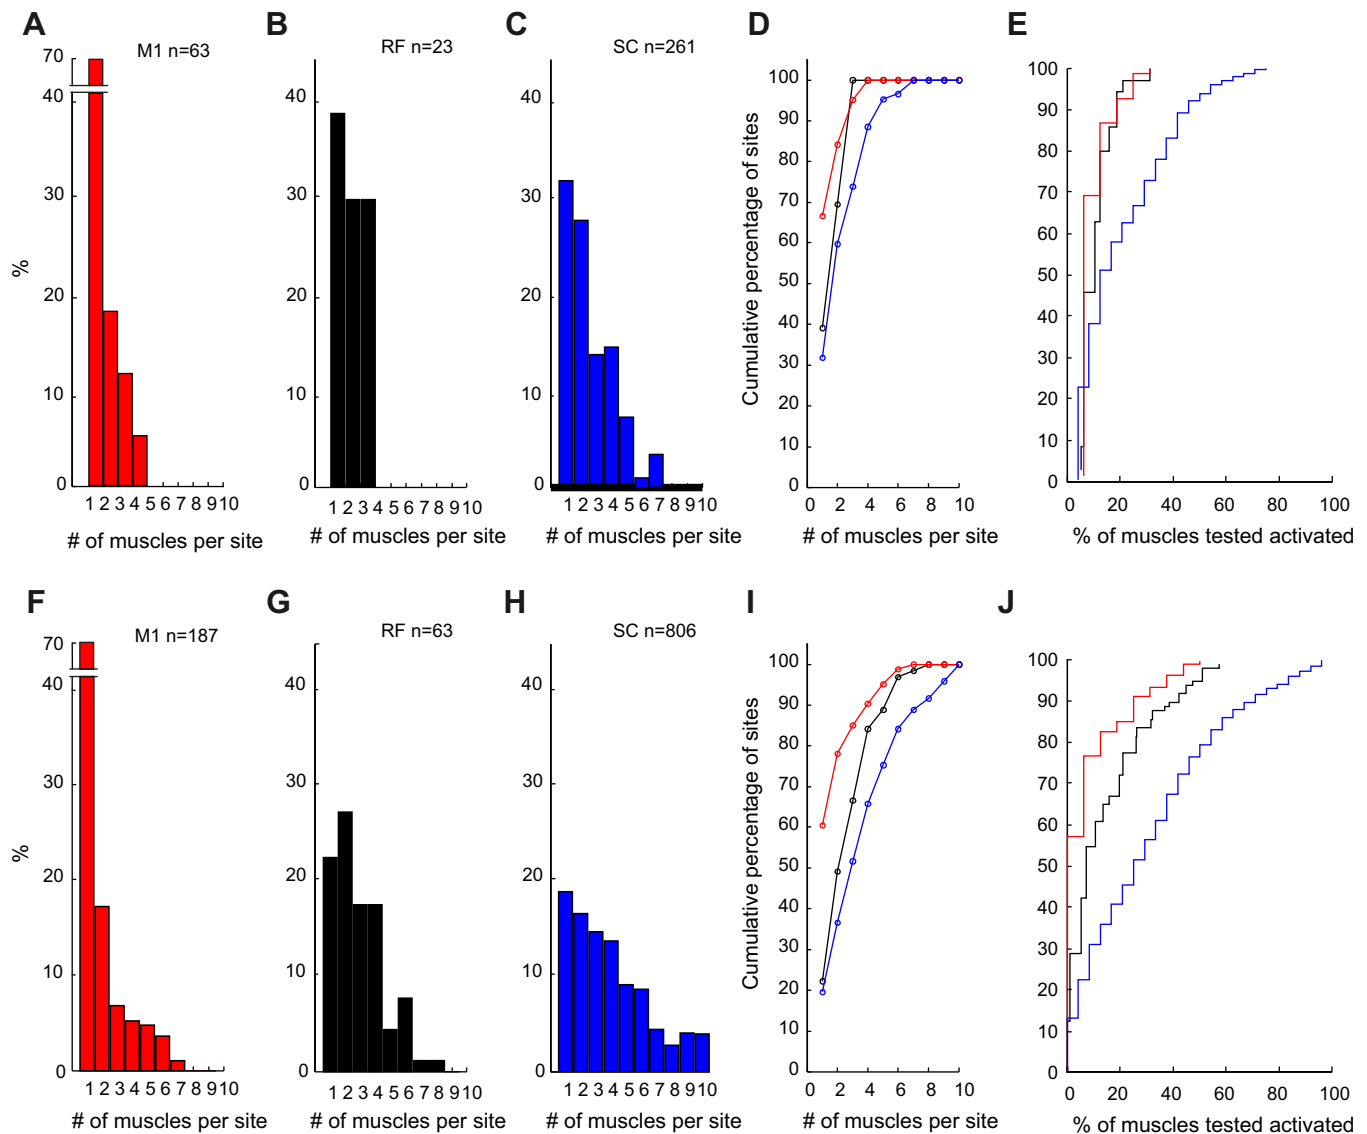 A
M1 n=63
70
40
30
20
10
0
%
1 2 3 4 5 6 7 8 9 10
# of muscles per site
B
RF n=23
40
30
20
10
0
1 2 3 4 5 6 7 8 9 10
# of muscles per site
C
SC n=261
40
30
20
10
0
1 2 3 4 5 6 7 8 9 10
# of muscles per site
D
Cumulative percentage of sites
100
90
80
70
60
50
40
30
20
10
0
0 2 4 6 8 10
# of muscles per site
E
100
90
80
70
60
50
40
30
20
10
0
0 20 40 60 80 100
% of muscles tested activated
F
M1 n=187
70
40
30
20
10
0
%
1 2 3 4 5 6 7 8 9 10
# of muscles per site
G
RF n=63
40
30
20
10
0
1 2 3 4 5 6 7 8 9 10
# of muscles per site
H
SC n=806
40
30
20
10
0
1 2 3 4 5 6 7 8 9 10
# of muscles per site
I
Cumulative percentage of sites
100
90
80
70
60
50
40
30
20
10
0
0 2 4 6 8 10
# of muscles per site
J
100
90
80
70
60
50
40
30
20
10
0
0 20 40 60 80 100
% of muscles tested activated